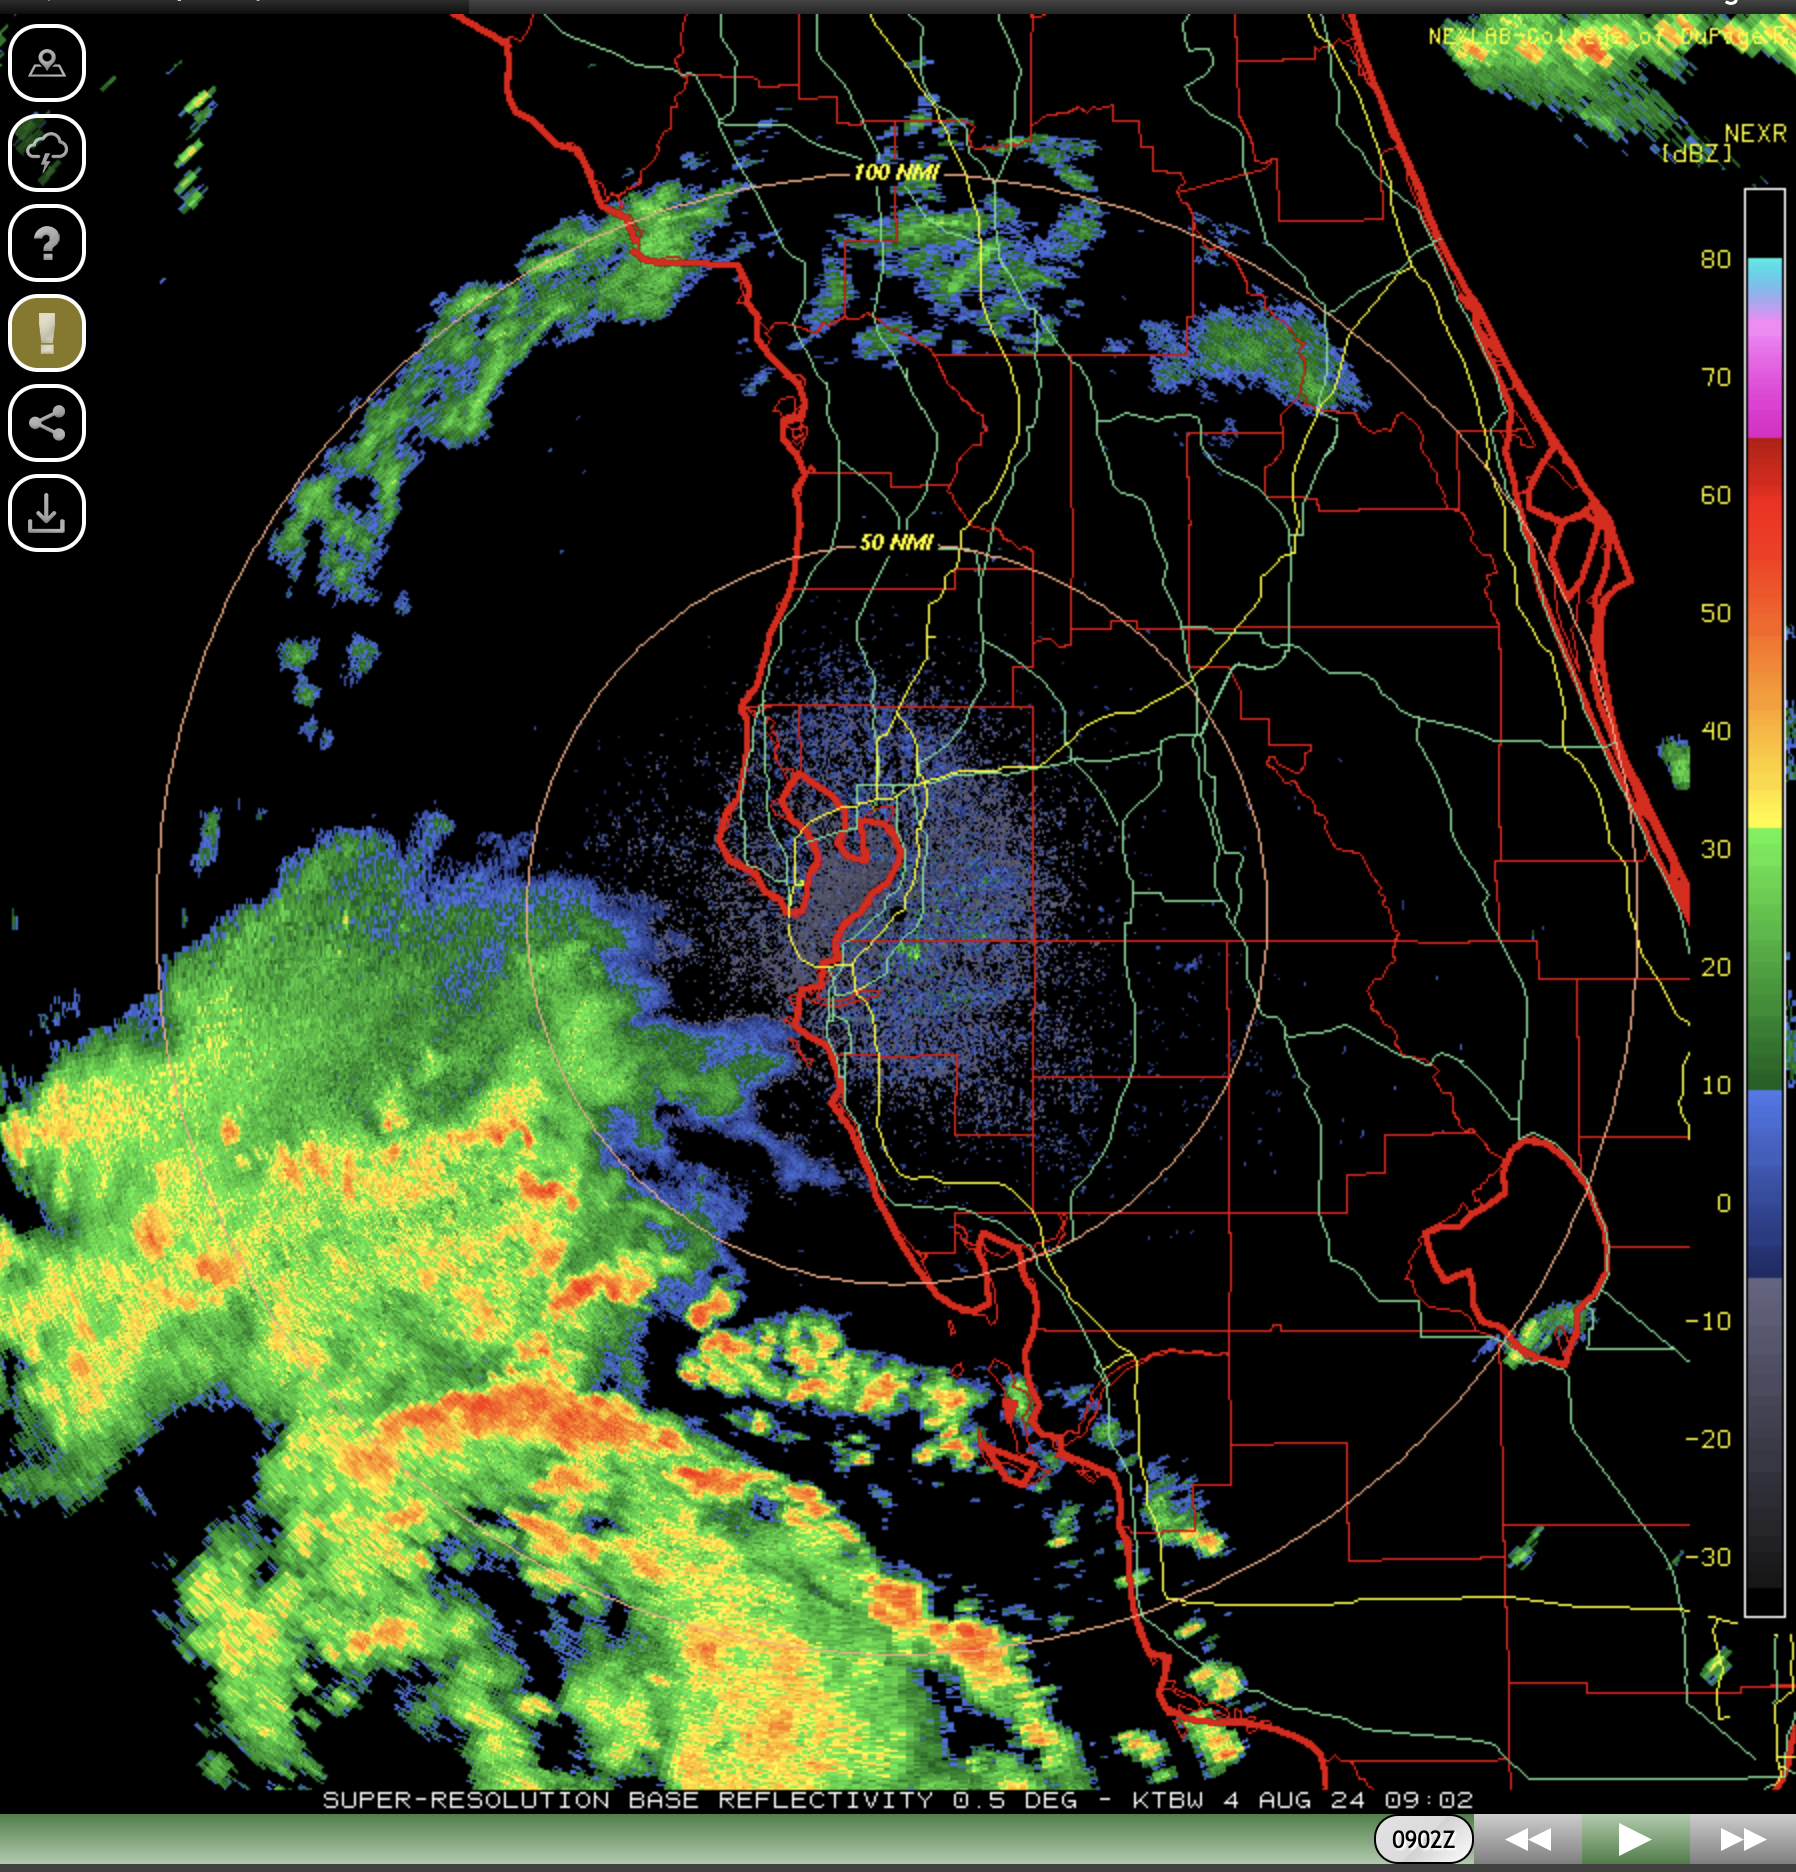 NEXLAB-College of DuPage
NEXR
[dBZ]
100 NMI
80
70
60
50 NMI
50
40
30
20
10
0
-10
-20
-30
SUPER-RESOLUTION BASE REFLECTIVITY 0.5 DEG - KTBW 4 AUG 24 09:02
0902Z